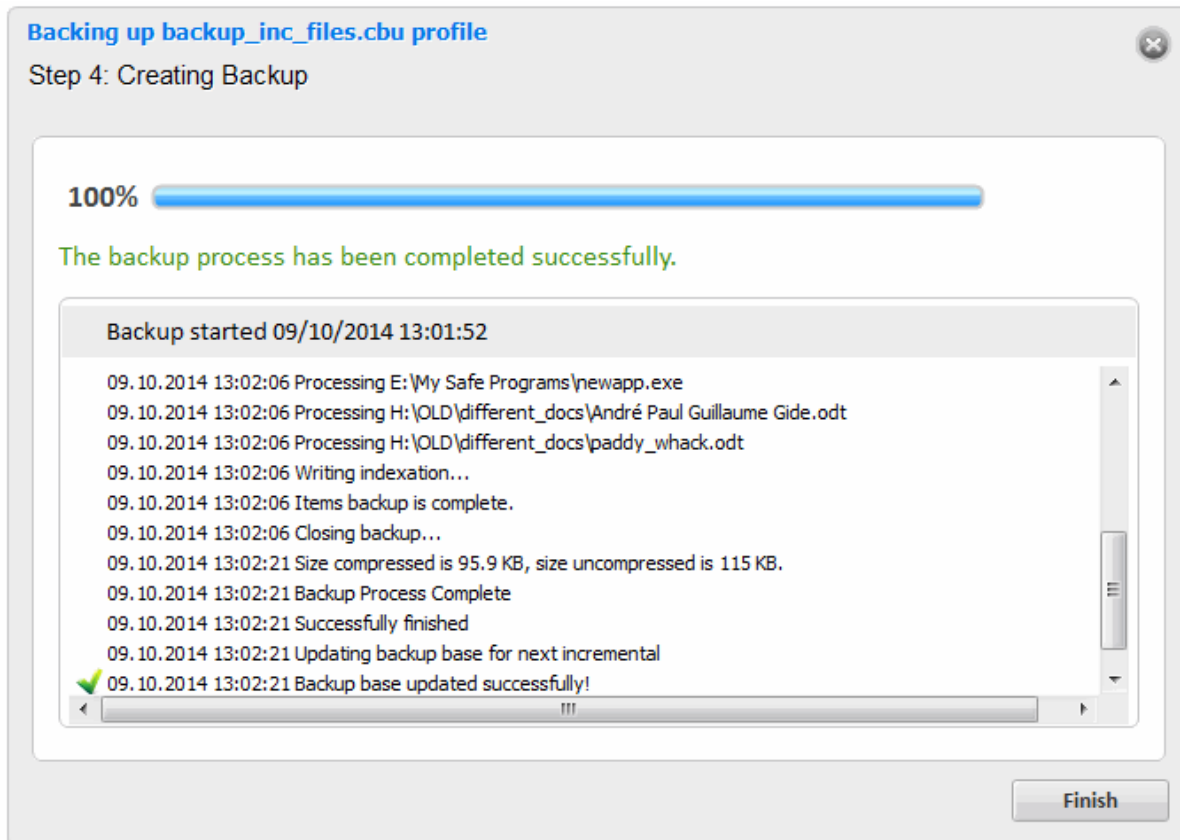 Backing up backup_inc_files.cbu profile
Step 4: Creating Backup
100%
The backup process has been completed successfully.
Backup started 09/10/2014 13:01:52
09.10.2014 13:02:06 Processing E:\My Safe Programs\newapp.exe
09.10.2014 13:02:06 Processing H:\OLD\different_docs\André Paul Guillaume Gide.odt
09.10.2014 13:02:06 Processing H:\OLD\different_docs\paddy_whack.odt
09.10.2014 13:02:06 Writing indexation...
09.10.2014 13:02:06 Items backup is complete.
09.10.2014 13:02:06 Closing backup...
09.10.2014 13:02:21 Size compressed is 95.9 KB, size uncompressed is 115 KB.
09.10.2014 13:02:21 Backup Process Complete
09.10.2014 13:02:21 Successfully finished
09.10.2014 13:02:21 Updating backup base for next incremental
09.10.2014 13:02:21 Backup base updated successfully!
Finish